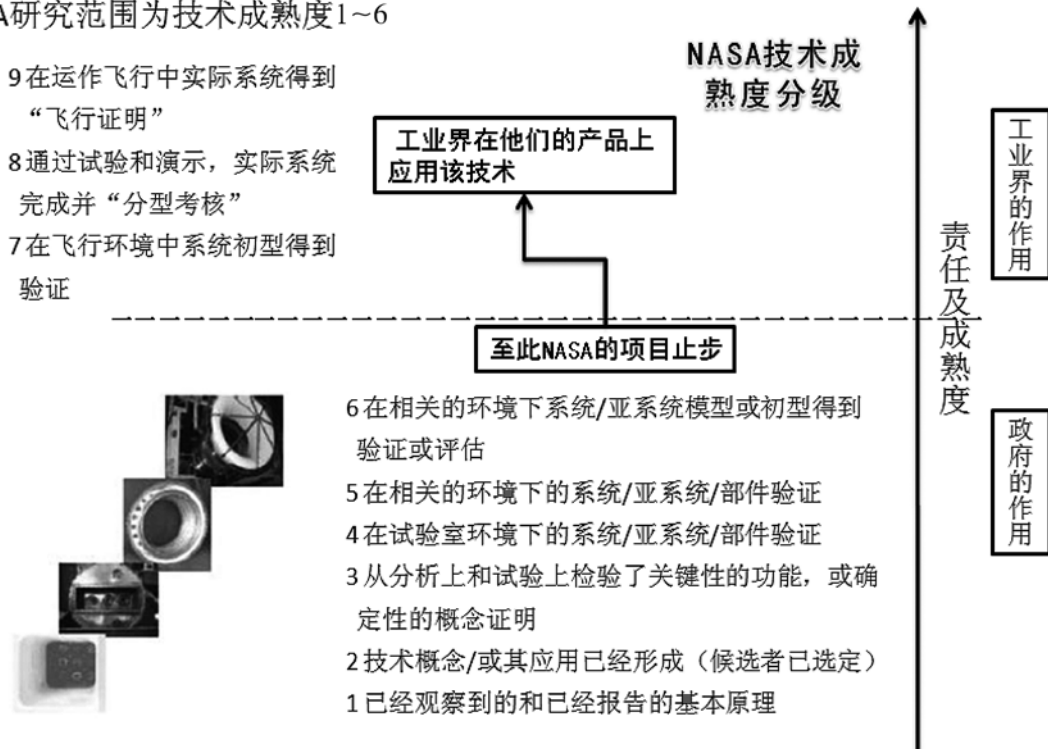 A研究范围为技术成熟度1~6
NASA技术成
熟度分级
9在运作飞行中实际系统得到
“飞行证明”
8通过试验和演示，实际系统
完成并“分型考核”
7在飞行环境中系统初型得到
验证
工业界在他们的产品上
应用该技术
至此NASA的项目止步
6在相关的环境下系统/亚系统模型或初型得到
验证或评估
5在相关的环境下的系统/亚系统/部件验证
4在试验室环境下的系统/亚系统/部件验证
3从分析上和试验上检验了关键性的功能，或确
定性的概念证明
2技术概念/或其应用已经形成（候选者已选定）
1已经观察到的和已经报告的基本原理
责任及成熟度
工业界的作用
政府的作用